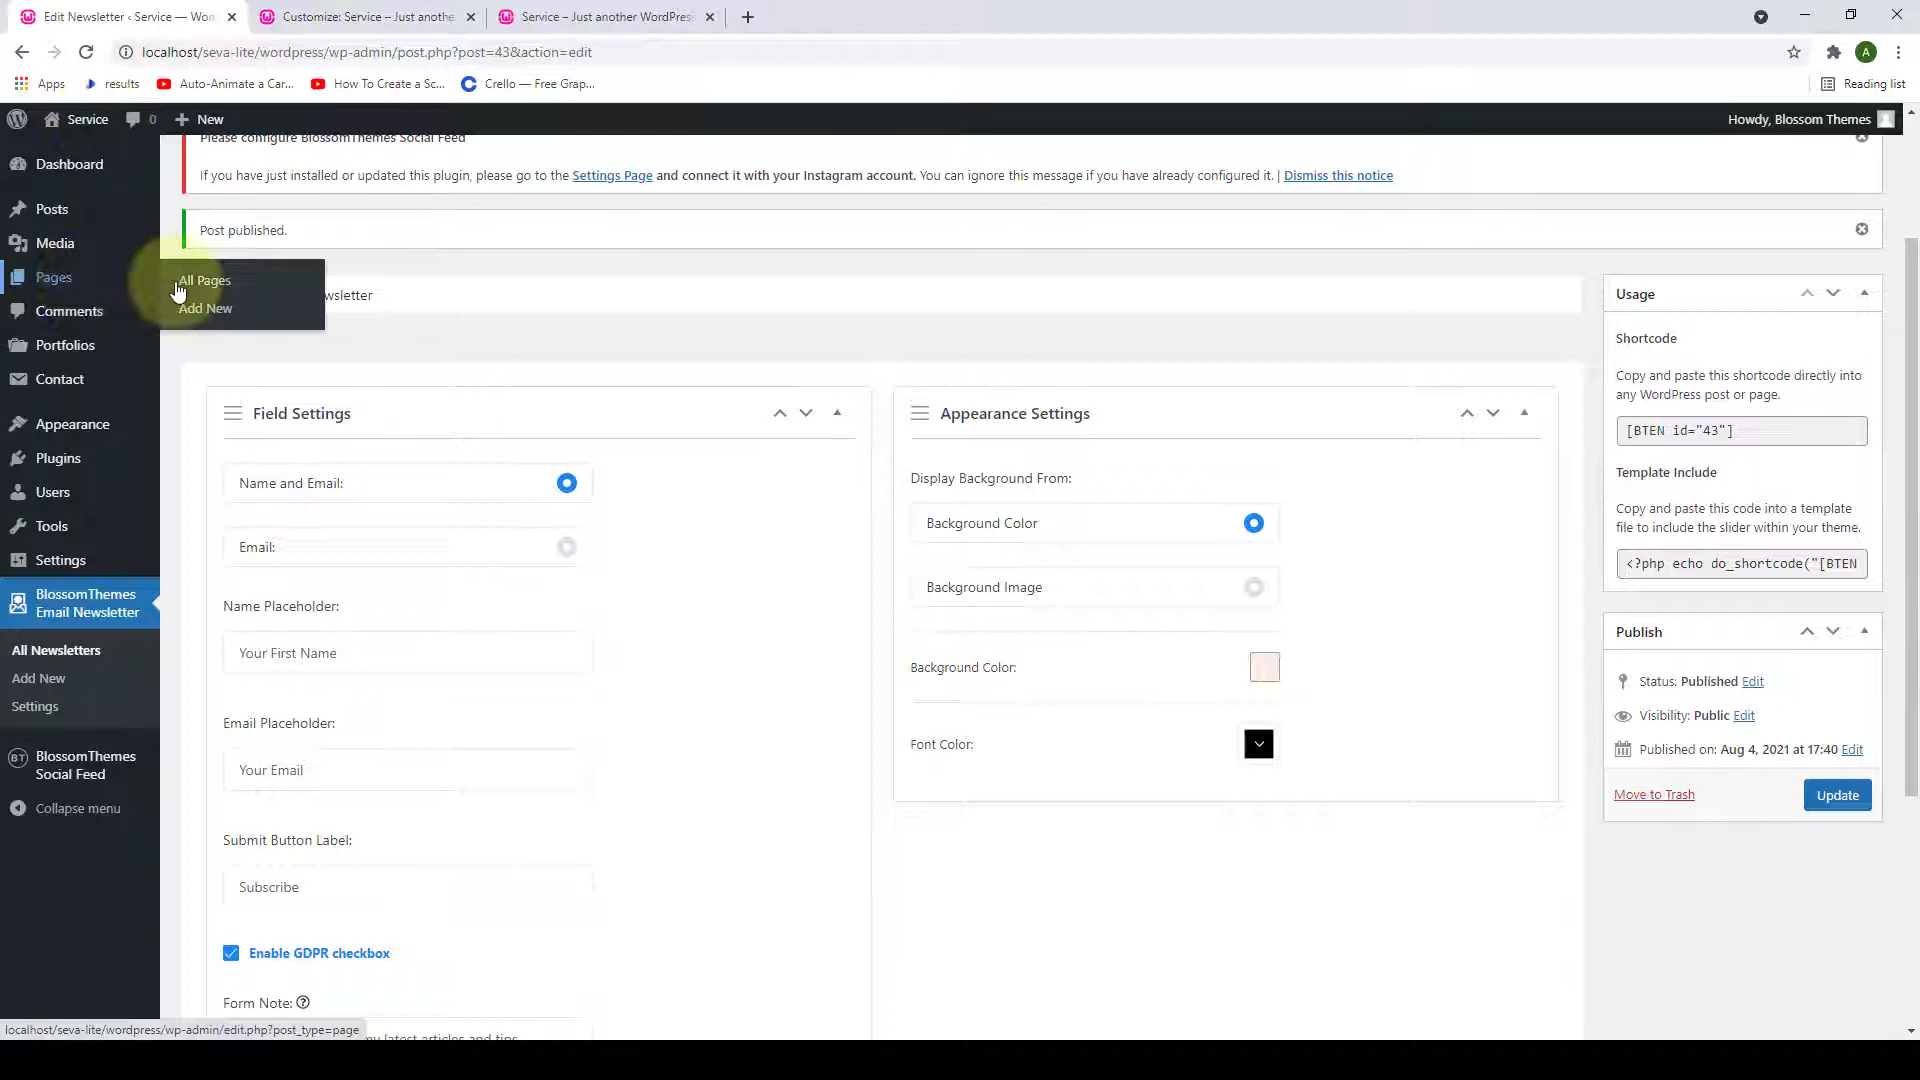 Edit Newsletter ‹ Service — Wor
Customize: Service – Just anothe
Service – Just another WordPress
localhost/seva-lite/wordpress/wp-admin/post.php?post=43&action=edit
A
Apps
results
Auto-Animate a Car...
How To Create a Sc...
Crello — Free Grap...
Reading list
Service
0
New
Howdy, Blossom Themes
Please configure BlossomThemes Social Feed
If you have just installed or updated this plugin, please go to the Settings Page and connect it with your Instagram account. You can ignore this message if you have already configured it. | Dismiss this notice
Post published.
Dashboard
Posts
Media
Pages
All Pages
Add New
wsletter
Comments
Portfolios
Contact
Appearance
Plugins
Users
Tools
Settings
BlossomThemes
Email Newsletter
All Newsletters
Add New
Settings
BT
BlossomThemes
Social Feed
Collapse menu
Field Settings
Name and Email:
Email:
Name Placeholder:
Your First Name
Email Placeholder:
Your Email
Submit Button Label:
Subscribe
Enable GDPR checkbox
Form Note:
my latest articles and tips
Appearance Settings
Display Background From:
Background Color
Background Image
Background Color:
Font Color:
Usage
Shortcode
Copy and paste this shortcode directly into
any WordPress post or page.
[BTEN id="43"]
Template Include
Copy and paste this code into a template
file to include the slider within your theme.
<?php echo do_shortcode("[BTEN
Publish
Status: Published Edit
Visibility: Public Edit
Published on: Aug 4, 2021 at 17:40 Edit
Move to Trash
Update
localhost/seva-lite/wordpress/wp-admin/edit.php?post_type=page